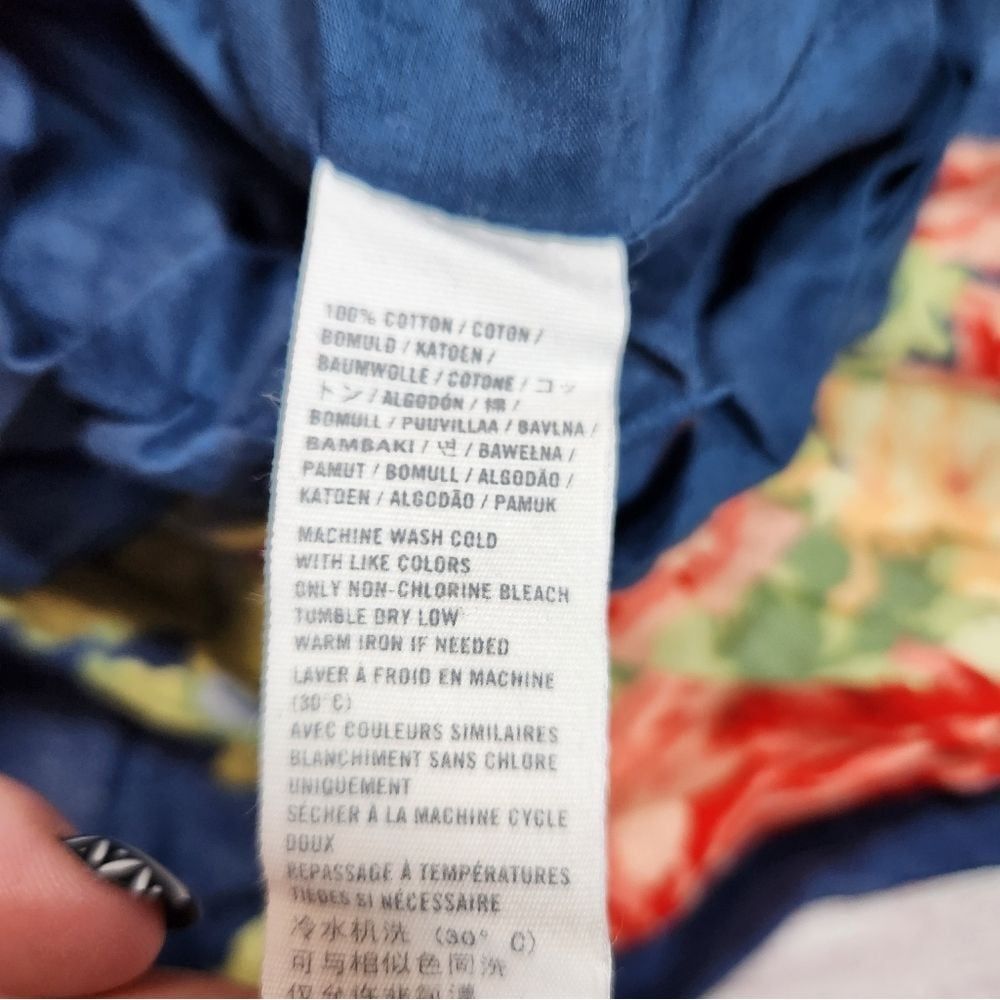 100% COTTON / COTON /
BOMULD / KATOEN /
BAUMWOLLE / COTONE / コッ
トン / ALGODÓN / 棉 /
BOMULL / PUUVILLAA / BAVLNA /
BAMBAKI / 면 / BAWEŁNA /
PAMUT / BOMULL / ALGODÃO /
KATOEN / ALGODÃO / PAMUK
MACHINE WASH COLD
WITH LIKE COLORS
ONLY NON-CHLORINE BLEACH
TUMBLE DRY LOW
WARM IRON IF NEEDED
LAVER À FROID EN MACHINE
(30°C)
AVEC COULEURS SIMILAIRES
BLANCHIMENT SANS CHLORE
UNIQUEMENT
SÉCHER À LA MACHINE CYCLE
DOUX
REPASSAGE À TEMPÉRATURES
TIÈDES SI NÉCESSAIRE
冷水机洗 (30° C)
可与相似色同洗